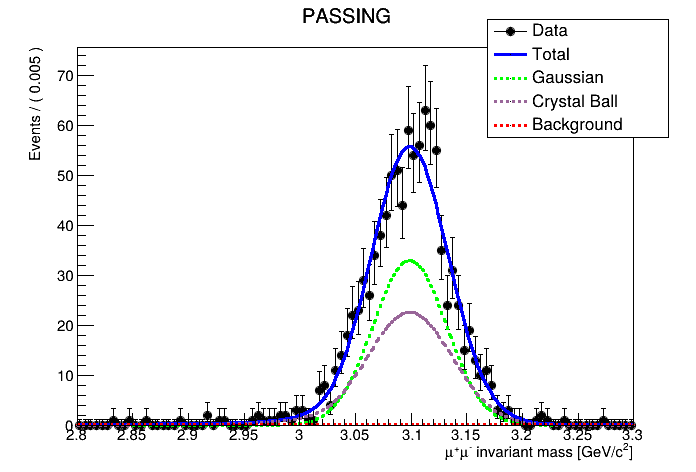 PASSING
Data
Total
Gaussian
Crystal Ball
Background
Events / ( 0.005 )
70
60
50
40
30
20
10
0
2.8 2.85 2.9 2.95 3 3.05 3.1 3.15 3.2 3.25 3.3
μ⁺μ⁻ invariant mass [GeV/c²]